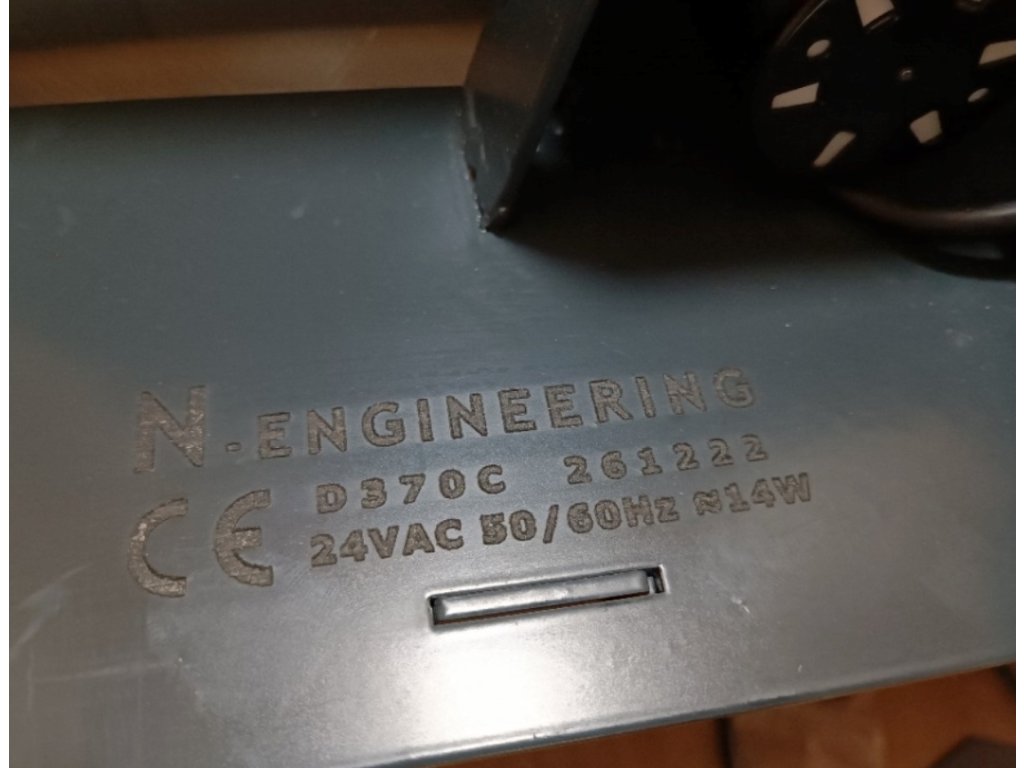 N-ENGINEERING
CE D370C 261222
24VAC 50/60Hz ≈14W